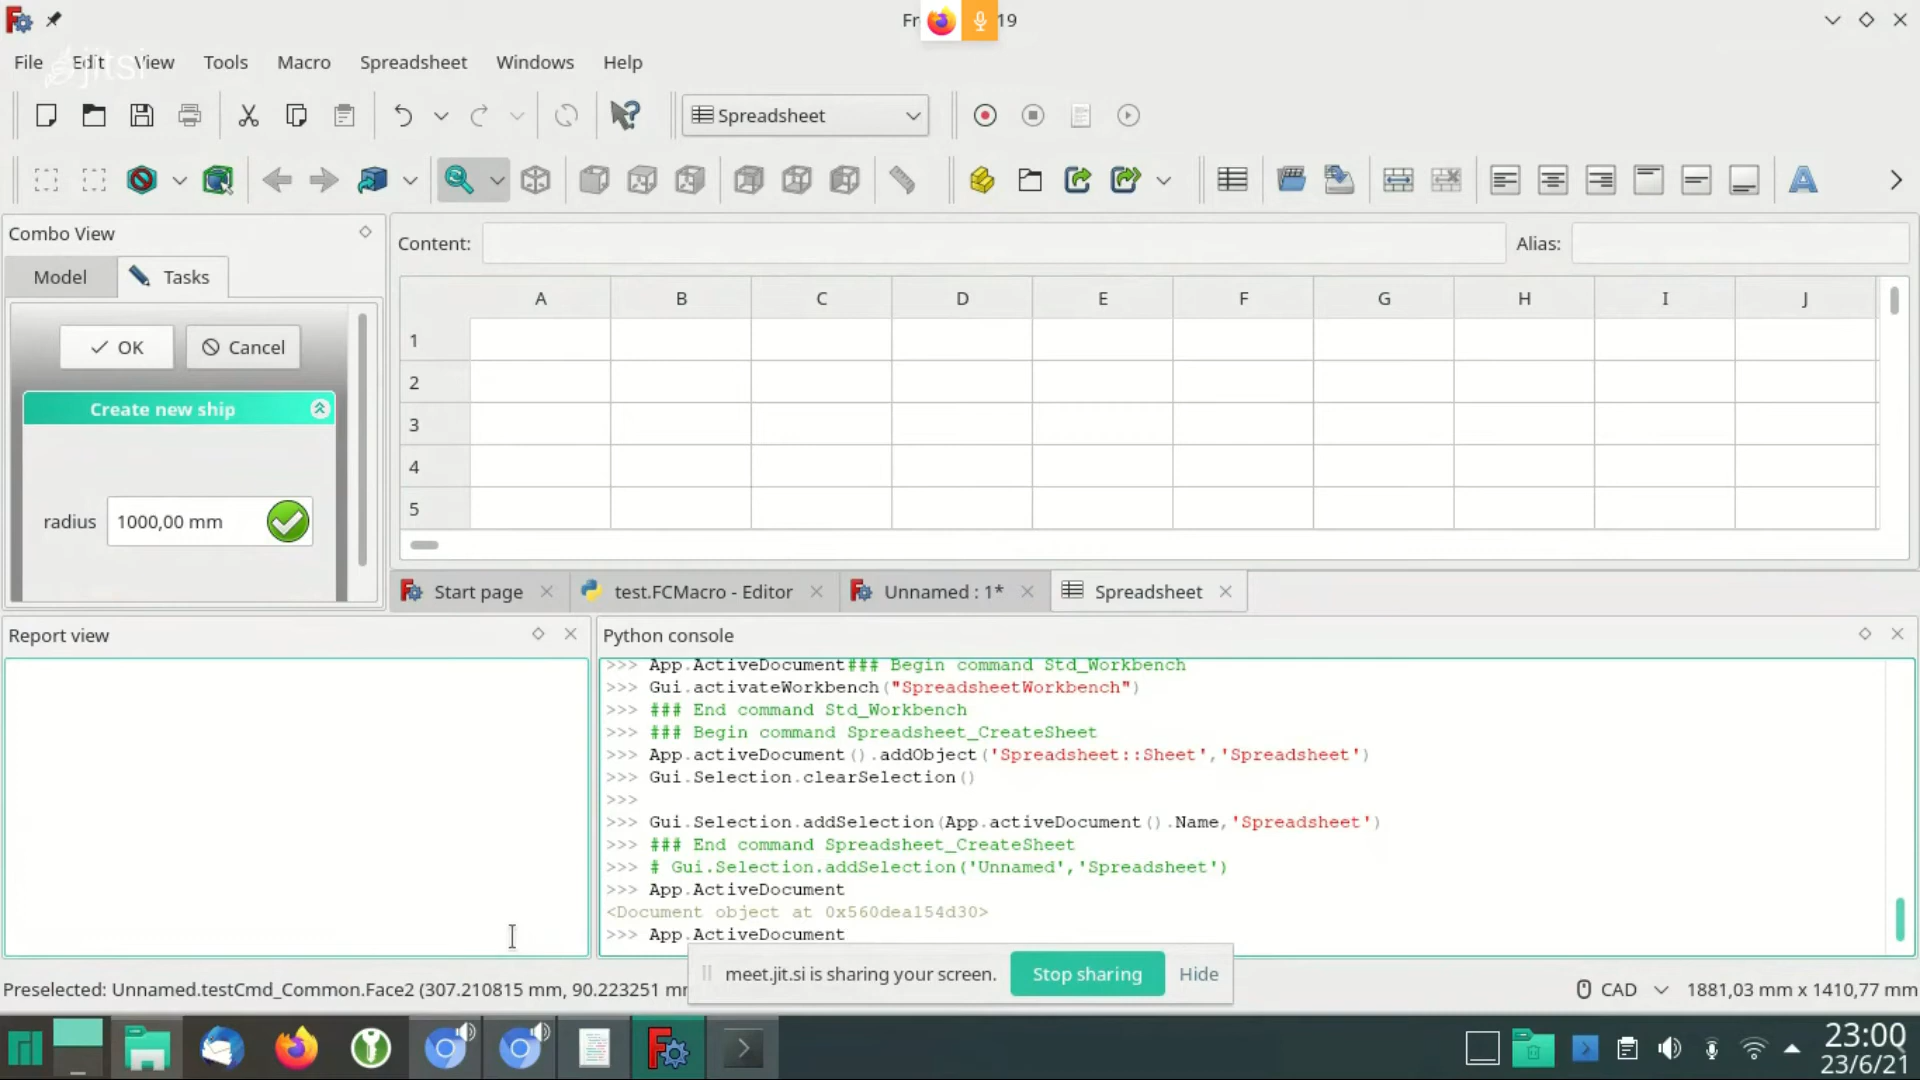 Fr 19
File Edit View Tools Macro Spreadsheet Windows Help
jitsi
Spreadsheet
Combo View
Content:
Alias:
Model Tasks
A B C D E F G H I J
1
2
3
4
5
OK Cancel
Create new ship
radius 1000,00 mm
Start page test.FCMacro - Editor Unnamed : 1* Spreadsheet
Report view
Python console
>>> App.ActiveDocument### Begin command Std_Workbench
>>> Gui.activateWorkbench("SpreadsheetWorkbench")
>>> ### End command Std_Workbench
>>> ### Begin command Spreadsheet_CreateSheet
>>> App.activeDocument().addObject('Spreadsheet::Sheet','Spreadsheet')
>>> Gui.Selection.clearSelection()
>>>
>>> Gui.Selection.addSelection(App.activeDocument().Name,'Spreadsheet')
>>> ### End command Spreadsheet_CreateSheet
>>> # Gui.Selection.addSelection('Unnamed','Spreadsheet')
>>> App.ActiveDocument
<Document object at 0x560dea154d30>
>>> App.ActiveDocument
meet.jit.si is sharing your screen. Stop sharing Hide
Preselected: Unnamed.testCmd_Common.Face2 (307.210815 mm, 90.223251 m
CAD 1881,03 mm x 1410,77 mm
23:00
23/6/21